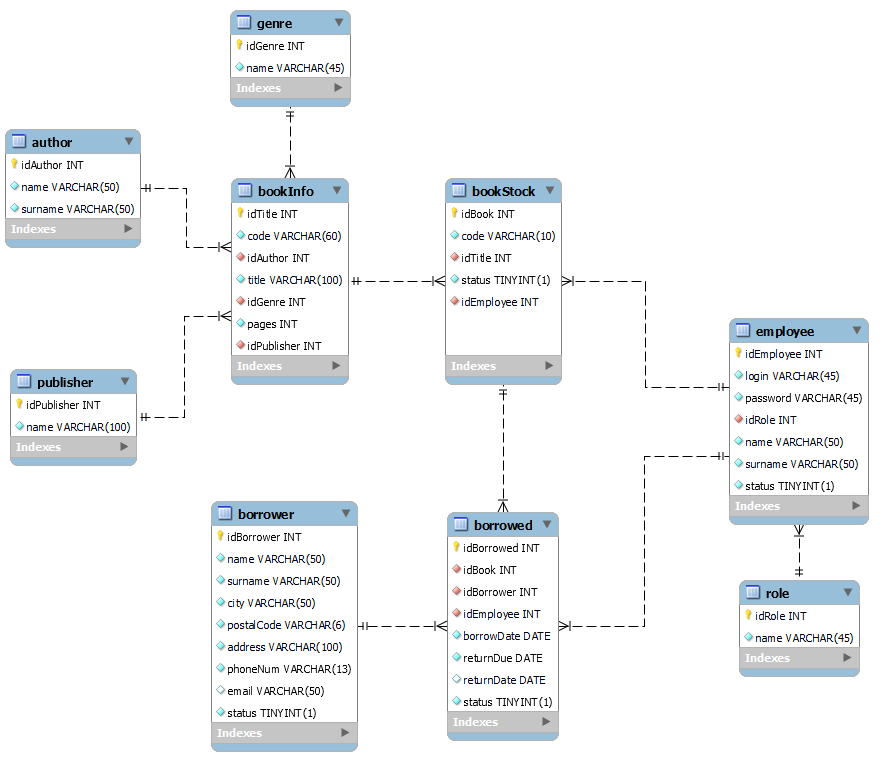 genre
idGenre INT
name VARCHAR(45)
Indexes
author
idAuthor INT
name VARCHAR(50)
surname VARCHAR(50)
Indexes
bookInfo
idTitle INT
code VARCHAR(60)
idAuthor INT
title VARCHAR(100)
idGenre INT
pages INT
idPublisher INT
Indexes
bookStock
idBook INT
code VARCHAR(10)
idTitle INT
status TINYINT(1)
idEmployee INT
Indexes
employee
idEmployee INT
login VARCHAR(45)
password VARCHAR(45)
idRole INT
name VARCHAR(50)
surname VARCHAR(50)
status TINYINT(1)
Indexes
publisher
idPublisher INT
name VARCHAR(100)
Indexes
borrower
idBorrower INT
name VARCHAR(50)
surname VARCHAR(50)
city VARCHAR(50)
postalCode VARCHAR(6)
address VARCHAR(100)
phoneNum VARCHAR(13)
email VARCHAR(50)
status TINYINT(1)
Indexes
borrowed
idBorrowed INT
idBook INT
idBorrower INT
idEmployee INT
borrowDate DATE
returnDue DATE
returnDate DATE
status TINYINT(1)
Indexes
role
idRole INT
name VARCHAR(45)
Indexes